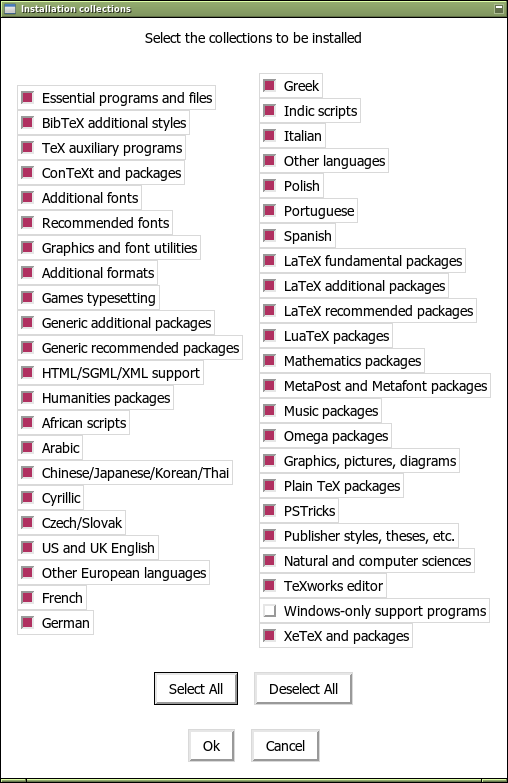 Installation collections
Select the collections to be installed
Essential programs and files
BibTeX additional styles
TeX auxiliary programs
ConTeXt and packages
Additional fonts
Recommended fonts
Graphics and font utilities
Additional formats
Games typesetting
Generic additional packages
Generic recommended packages
HTML/SGML/XML support
Humanities packages
African scripts
Arabic
Chinese/Japanese/Korean/Thai
Cyrillic
Czech/Slovak
US and UK English
Other European languages
French
German
Greek
Indic scripts
Italian
Other languages
Polish
Portuguese
Spanish
LaTeX fundamental packages
LaTeX additional packages
LaTeX recommended packages
LuaTeX packages
Mathematics packages
MetaPost and Metafont packages
Music packages
Omega packages
Graphics, pictures, diagrams
Plain TeX packages
PSTricks
Publisher styles, theses, etc.
Natural and computer sciences
TeXworks editor
Windows-only support programs
XeTeX and packages
Select All
Deselect All
Ok
Cancel